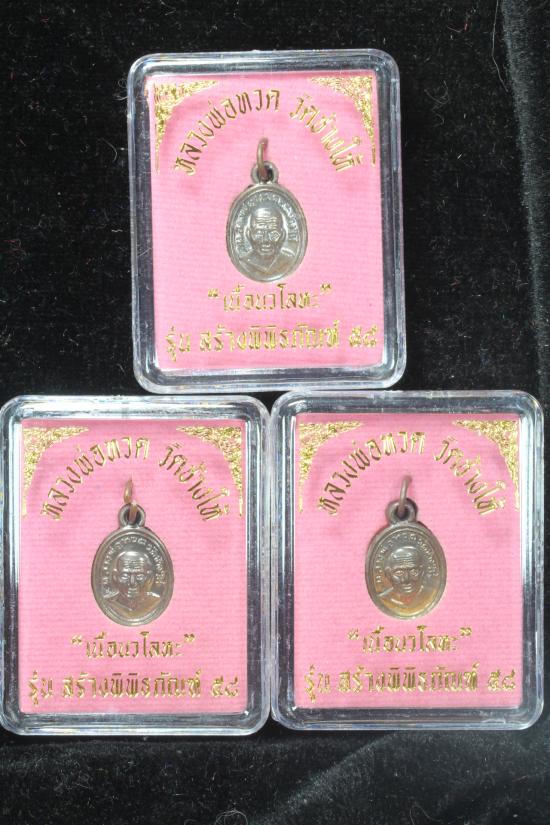 หลวงพ่อทวด วัดช้างให้
“เนื้อนวโลหะ”
รุ่น สร้างพิพิธภัณฑ์ ๕๘
หลวงพ่อทวด วัดช้างให้
“เนื้อนวโลหะ”
รุ่น สร้างพิพิธภัณฑ์ ๕๘
หลวงพ่อทวด วัดช้างให้
“เนื้อนวโลหะ”
รุ่น สร้างพิพิธภัณฑ์ ๕๘